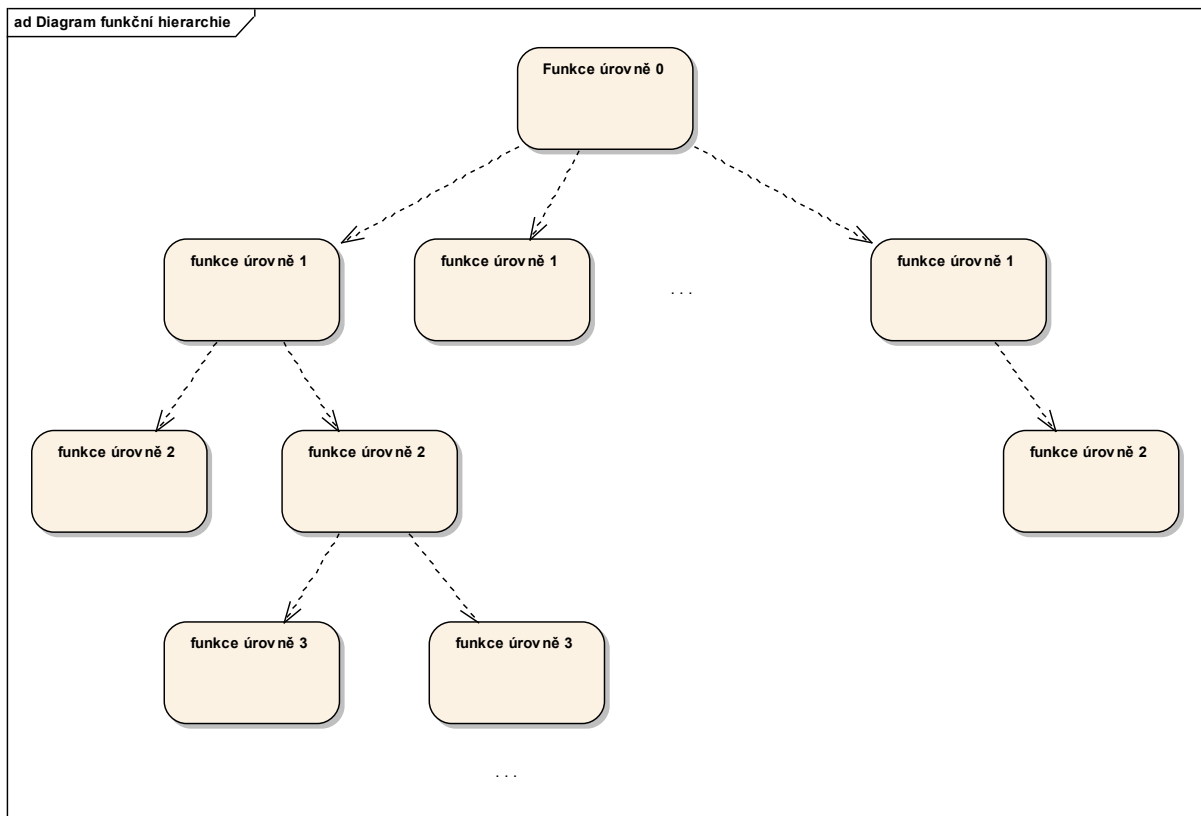 ad Diagram funkční hierarchie
Funkce úrovně 0
funkce úrovně 1
funkce úrovně 1
funkce úrovně 1
. . .
funkce úrovně 2
funkce úrovně 2
funkce úrovně 2
funkce úrovně 3
funkce úrovně 3
. . .